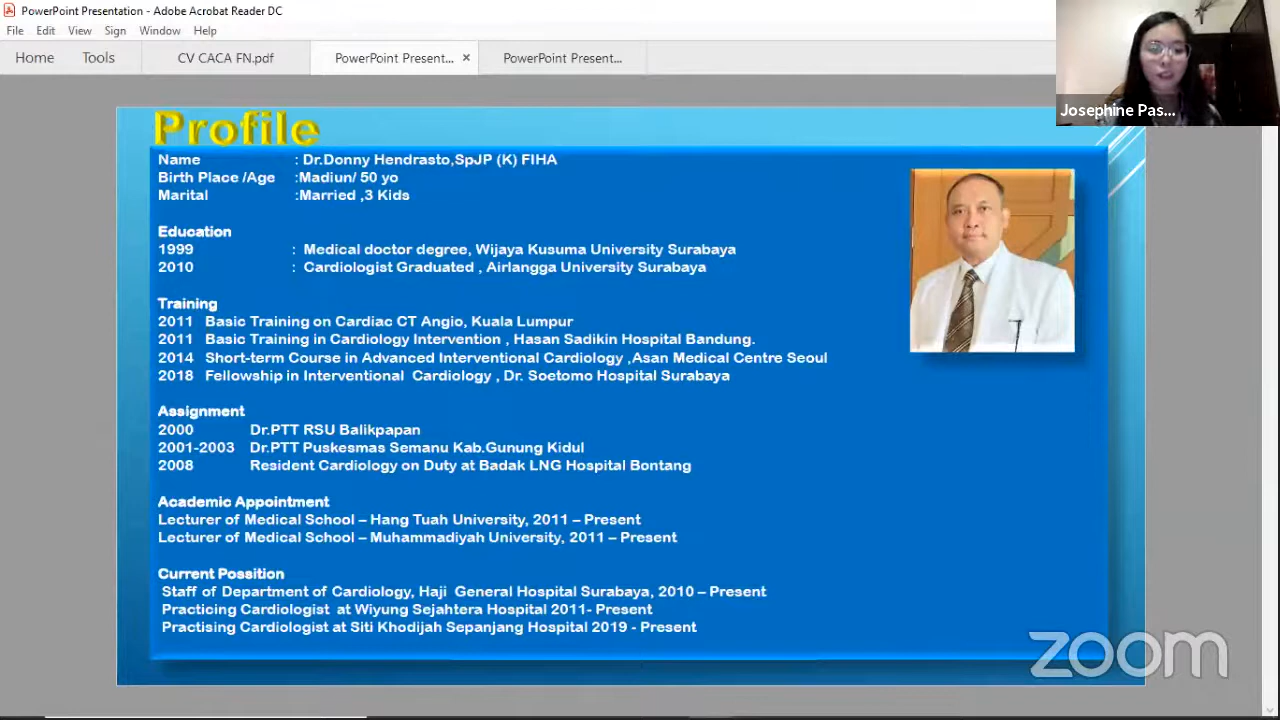 PowerPoint Presentation - Adobe Acrobat Reader DC
File Edit View Sign Window Help
Home Tools CV CACA FN.pdf PowerPoint Present... × PowerPoint Present...
Josephine Pas...
Profile
Name : Dr.Donny Hendrasto,SpJP (K) FIHA
Birth Place /Age :Madiun/ 50 yo
Marital :Married ,3 Kids
Education
1999 : Medical doctor degree, Wijaya Kusuma University Surabaya
2010 : Cardiologist Graduated , Airlangga University Surabaya
Training
2011 Basic Training on Cardiac CT Angio, Kuala Lumpur
2011 Basic Training in Cardiology Intervention , Hasan Sadikin Hospital Bandung.
2014 Short-term Course in Advanced Interventional Cardiology ,Asan Medical Centre Seoul
2018 Fellowship in Interventional Cardiology , Dr. Soetomo Hospital Surabaya
Assignment
2000 Dr.PTT RSU Balikpapan
2001-2003 Dr.PTT Puskesmas Semanu Kab.Gunung Kidul
2008 Resident Cardiology on Duty at Badak LNG Hospital Bontang
Academic Appointment
Lecturer of Medical School – Hang Tuah University, 2011 – Present
Lecturer of Medical School – Muhammadiyah University, 2011 – Present
Current Possition
Staff of Department of Cardiology, Haji General Hospital Surabaya, 2010 – Present
Practicing Cardiologist at Wiyung Sejahtera Hospital 2011- Present
Practising Cardiologist at Siti Khodijah Sepanjang Hospital 2019 - Present
zoom